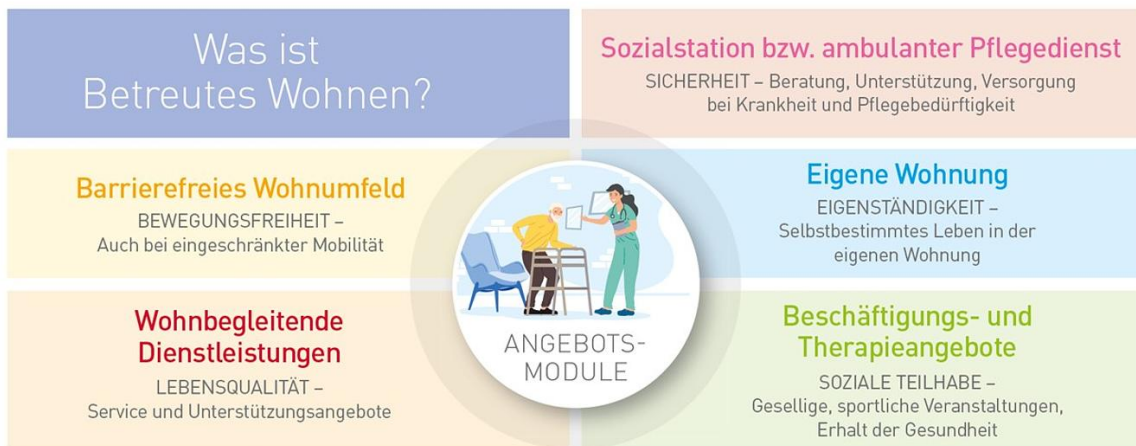 Was ist
Betreutes Wohnen?
Sozialstation bzw. ambulanter Pflegedienst
SICHERHEIT – Beratung, Unterstützung, Versorgung
bei Krankheit und Pflegebedürftigkeit
Barrierefreies Wohnumfeld
BEWEGUNGSFREIHEIT –
Auch bei eingeschränkter Mobilität
Eigene Wohnung
EIGENSTÄNDIGKEIT –
Selbstbestimmtes Leben in der
eigenen Wohnung
Wohnbegleitende
Dienstleistungen
LEBENSQUALITÄT –
Service und Unterstützungsangebote
ANGEBOTS-
MODULE
Beschäftigungs- und
Therapieangebote
SOZIALE TEILHABE –
Gesellige, sportliche Veranstaltungen,
Erhalt der Gesundheit